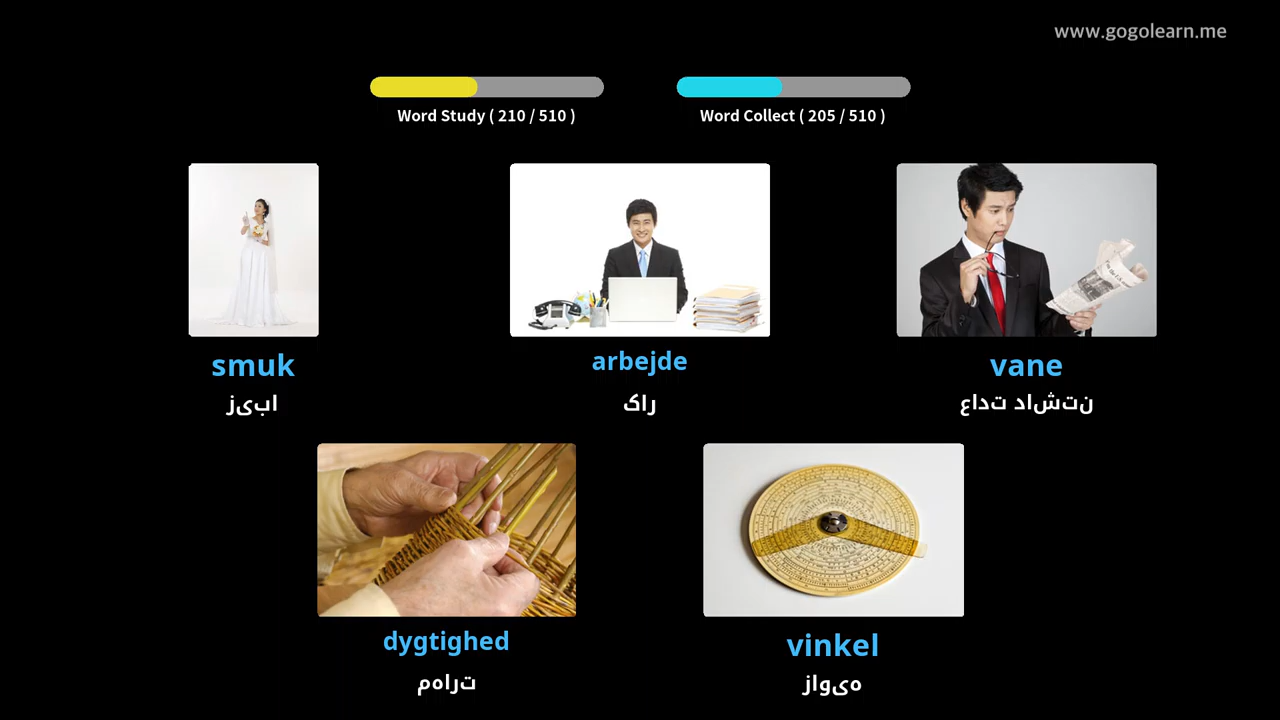 www.gogolearn.me
Word Study ( 210 / 510 )
Word Collect ( 205 / 510 )
smuk
ابیز
arbejde
راک
vane
نتشاد تداع
dygtighed
تراهم
vinkel
هیواز